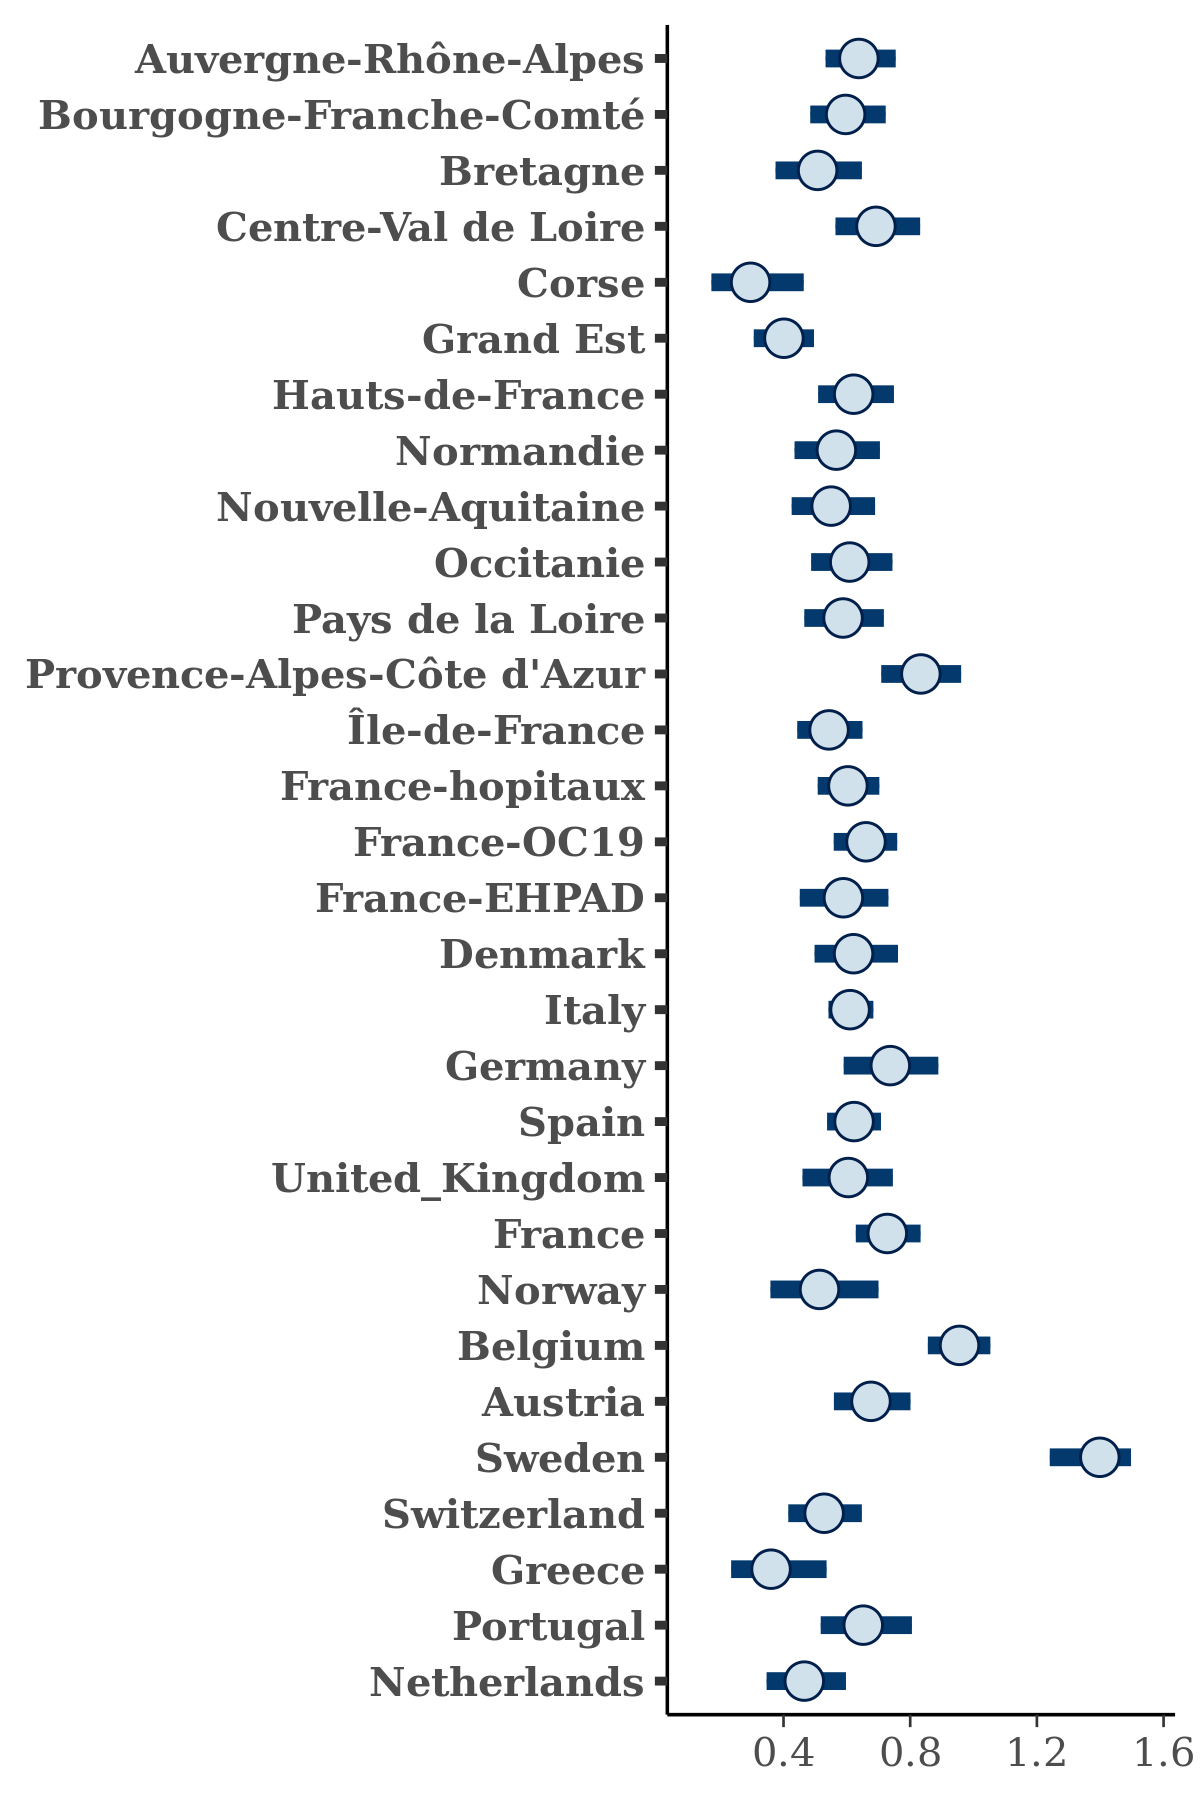 Auvergne-Rhône-Alpes
Bourgogne-Franche-Comté
Bretagne
Centre-Val de Loire
Corse
Grand Est
Hauts-de-France
Normandie
Nouvelle-Aquitaine
Occitanie
Pays de la Loire
Provence-Alpes-Côte d'Azur
Île-de-France
France-hopitaux
France-OC19
France-EHPAD
Denmark
Italy
Germany
Spain
United_Kingdom
France
Norway
Belgium
Austria
Sweden
Switzerland
Greece
Portugal
Netherlands
0.4 0.8 1.2 1.6